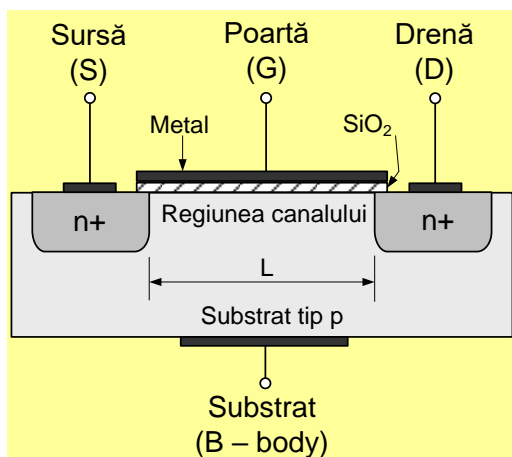 Sursă
(S)
Poartă
(G)
Drenă
(D)
Metal
SiO₂
n+
Regiunea canalului
n+
L
Substrat tip p
Substrat
(B – body)